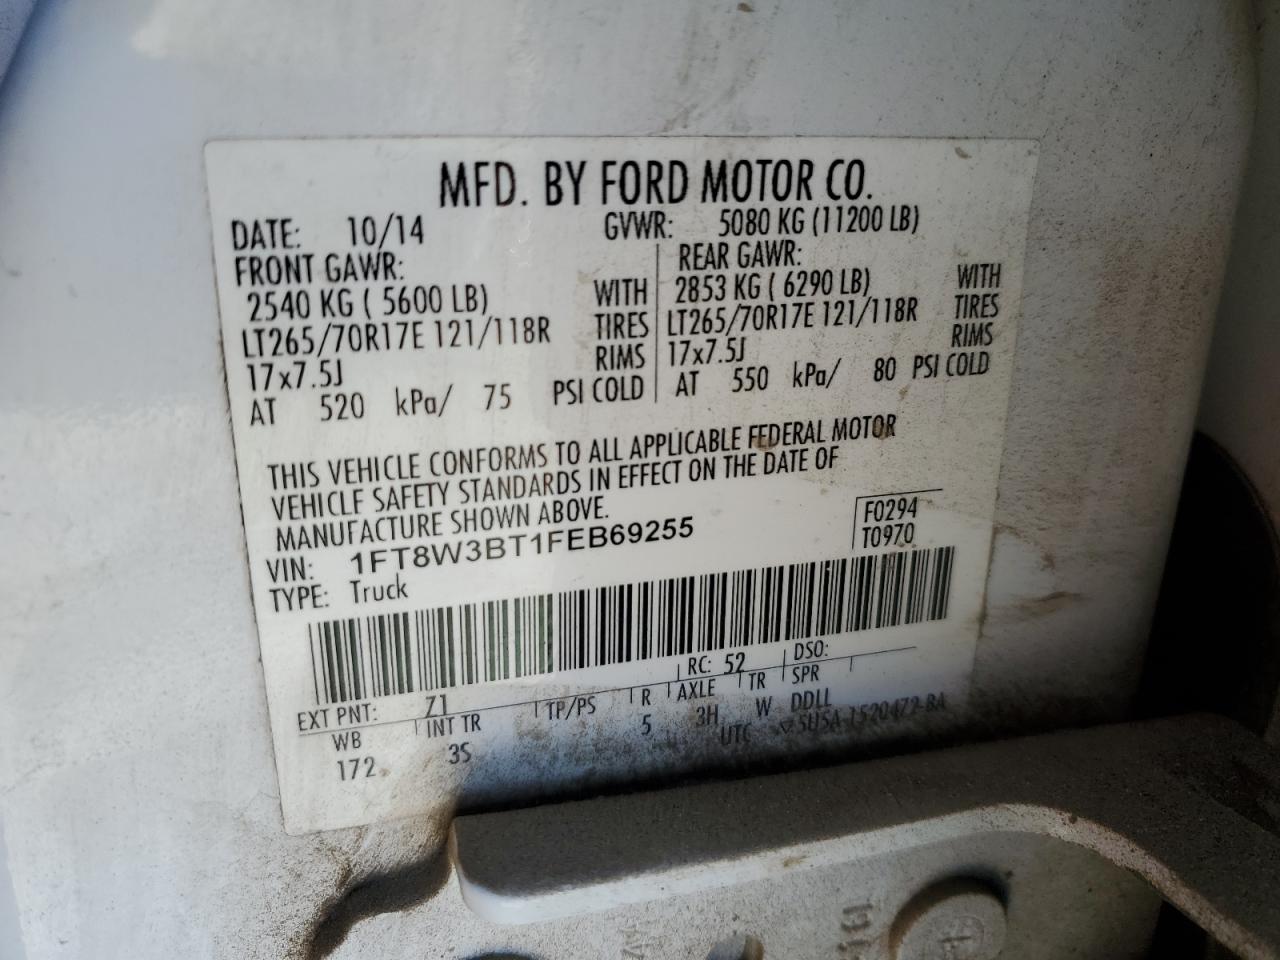 MFD. BY FORD MOTOR CO.
DATE: 10/14 GVWR: 5080 KG (11200 LB)
FRONT GAWR: REAR GAWR:
2540 KG ( 5600 LB) WITH 2853 KG ( 6290 LB) WITH
LT265/70R17E 121/118R TIRES LT265/70R17E 121/118R TIRES
17x7.5J RIMS 17x7.5J RIMS
AT 520 kPa/ 75 PSI COLD AT 550 kPa/ 80 PSI COLD
THIS VEHICLE CONFORMS TO ALL APPLICABLE FEDERAL MOTOR
VEHICLE SAFETY STANDARDS IN EFFECT ON THE DATE OF
MANUFACTURE SHOWN ABOVE.
F0294
VIN: 1FT8W3BT1FEB69255 T0970
TYPE: Truck
EXT PNT: Z1 RC: 52 DSO:
WB INT TR TP/PS R AXLE TR SPR
172 3S 5 3H W DDLL
UTC 5U5A-1520472-BA